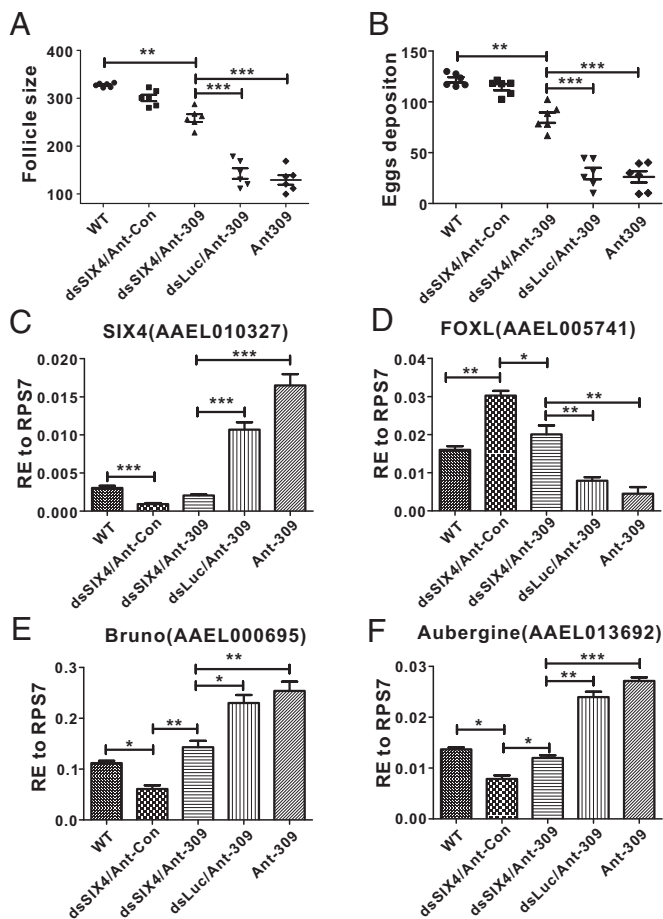 A
Follicle size
400
300
200
100
**
***
***
WT
dsSIX4/Ant-Con
dsSIX4/Ant-309
dsLuc/Ant-309
Ant309
B
Eggs depositon
150
100
50
0
**
***
***
WT
dsSIX4/Ant-Con
dsSIX4/Ant-309
dsLuc/Ant-309
Ant309
C
SIX4(AAEL010327)
RE to RPS7
0.020
0.015
0.010
0.005
0.000
***
***
***
WT
dsSIX4/Ant-Con
dsSIX4/Ant-309
dsLuc/Ant-309
Ant-309
D
FOXL(AAEL005741)
RE to RPS7
0.04
0.03
0.02
0.01
0.00
**
*
**
**
WT
dsSIX4/Ant-Con
dsSIX4/Ant-309
dsLuc/Ant-309
Ant-309
E
Bruno(AAEL000695)
RE to RPS7
0.3
0.2
0.1
0.0
*
**
**
*
WT
dsSIX4/Ant-Con
dsSIX4/Ant-309
dsLuc/Ant-309
Ant-309
F
Aubergine(AAEL013692)
RE to RPS7
0.03
0.02
0.01
0.00
*
*
***
**
WT
dsSIX4/Ant-Con
dsSIX4/Ant-309
dsLuc/Ant-309
Ant-309